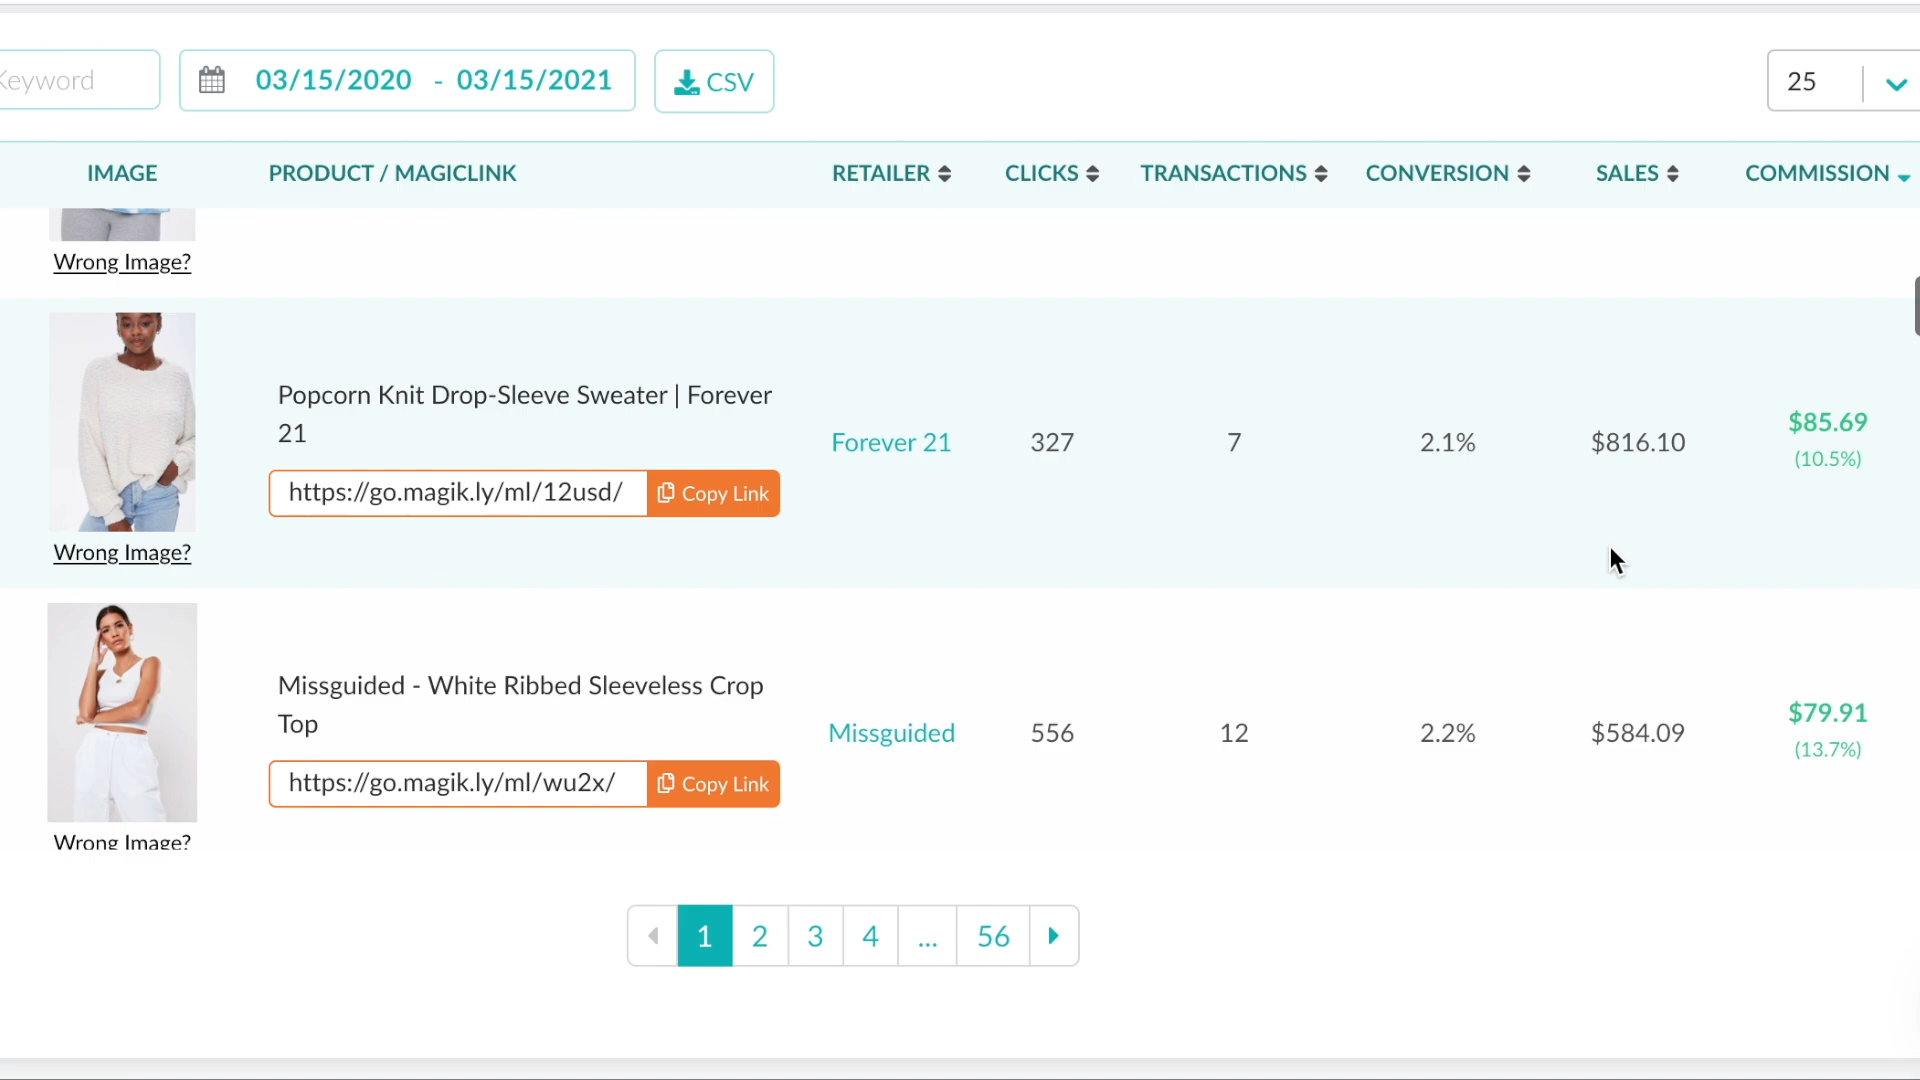 Keyword
03/15/2020 - 03/15/2021
CSV
25
IMAGE
PRODUCT / MAGICLINK
RETAILER
CLICKS
TRANSACTIONS
CONVERSION
SALES
COMMISSION
Wrong Image?
Popcorn Knit Drop-Sleeve Sweater | Forever
21
https://go.magik.ly/ml/12usd/
Copy Link
Forever 21
327
7
2.1%
$816.10
$85.69
(10.5%)
Wrong Image?
Missguided - White Ribbed Sleeveless Crop
Top
https://go.magik.ly/ml/wu2x/
Copy Link
Missguided
556
12
2.2%
$584.09
$79.91
(13.7%)
Wrong Image?
1 2 3 4 ... 56